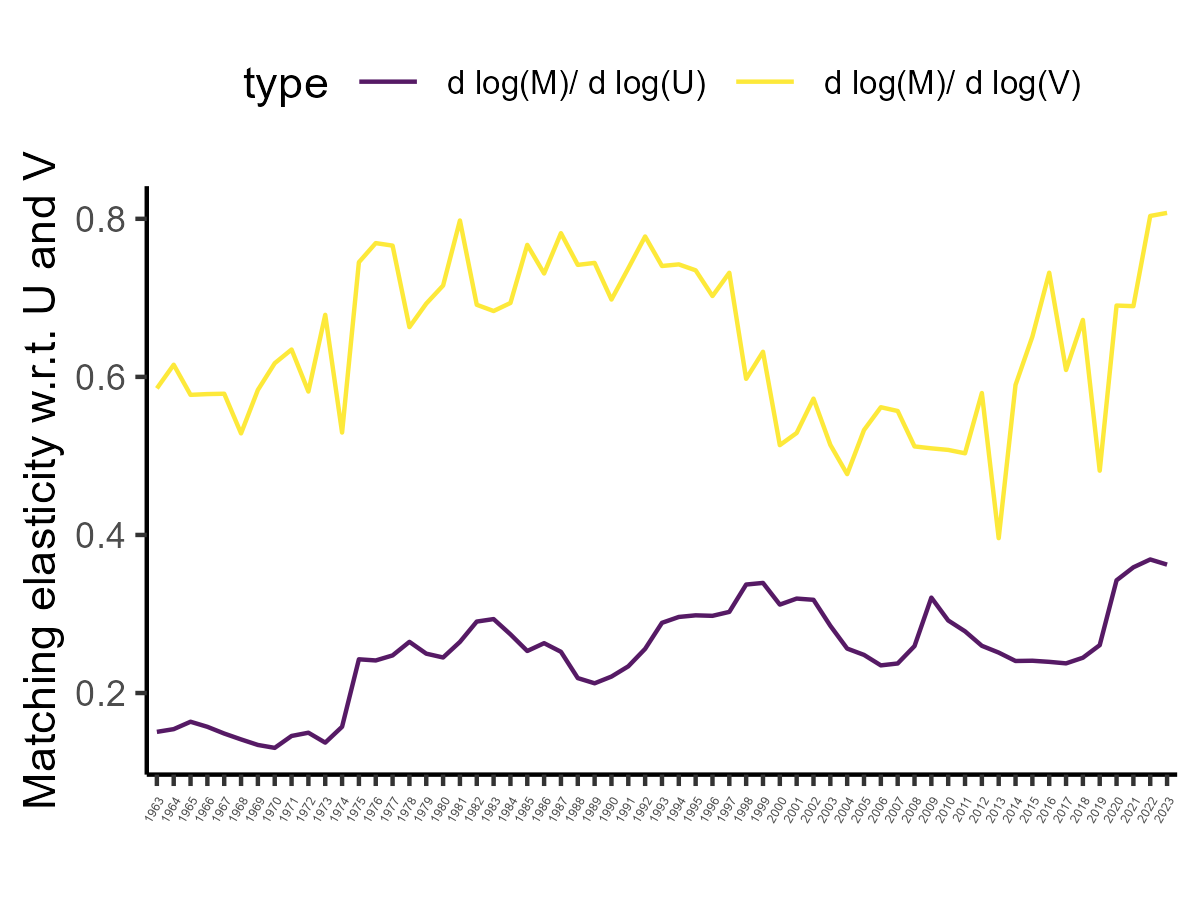 type d log(M)/ d log(U) d log(M)/ d log(V)
Matching elasticity w.r.t. U and V
0.8
0.6
0.4
0.2
1963 1964 1965 1966 1967 1968 1969 1970 1971 1972 1973 1974 1975 1976 1977 1978 1979 1980 1981 1982 1983 1984 1985 1986 1987 1988 1989 1990 1991 1992 1993 1994 1995 1996 1997 1998 1999 2000 2001 2002 2003 2004 2005 2006 2007 2008 2009 2010 2011 2012 2013 2014 2015 2016 2017 2018 2019 2020 2021 2022 2023